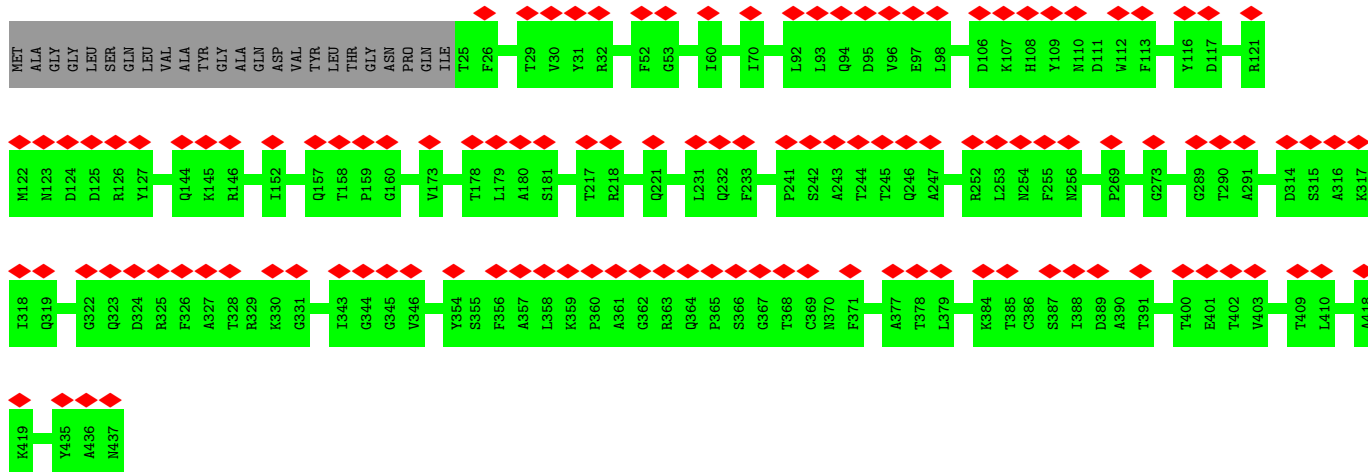 MET ALA GLY GLY LEU SER GLN LEU VAL ALA TYR GLY ALA GLN ASP VAL TYR LEU THR GLY ASN PRO GLN ILE T25 F26 T29 V30 Y31 R32 F52 G53 I60 I70 L92 L93 Q94 D95 V96 E97 L98 D106 K107 H108 Y109 N110 D111 W112 F113 Y116 D117 R121
M122 N123 D124 D125 R126 Y127 Q144 K145 R146 I152 Q157 T158 P159 G160 V173 T178 L179 A180 S181 T217 R218 Q221 L231 Q232 F233 P241 S242 A243 T244 T245 Q246 A247 R252 L253 N254 F255 N256 P269 G273 G289 T290 A291 D314 S315 A316 K317
I318 Q319 G322 Q323 D324 R325 F326 A327 T328 R329 K330 G331 I343 G344 G345 V346 Y354 S355 F356 A357 L358 K359 P360 A361 G362 R363 Q364 P365 S366 G367 T368 C369 N370 F371 A377 T378 L379 K384 T385 C386 S387 I388 D389 A390 T391 T400 E401 T402 V403 T409 L410 A418
K419 Y435 A436 N437